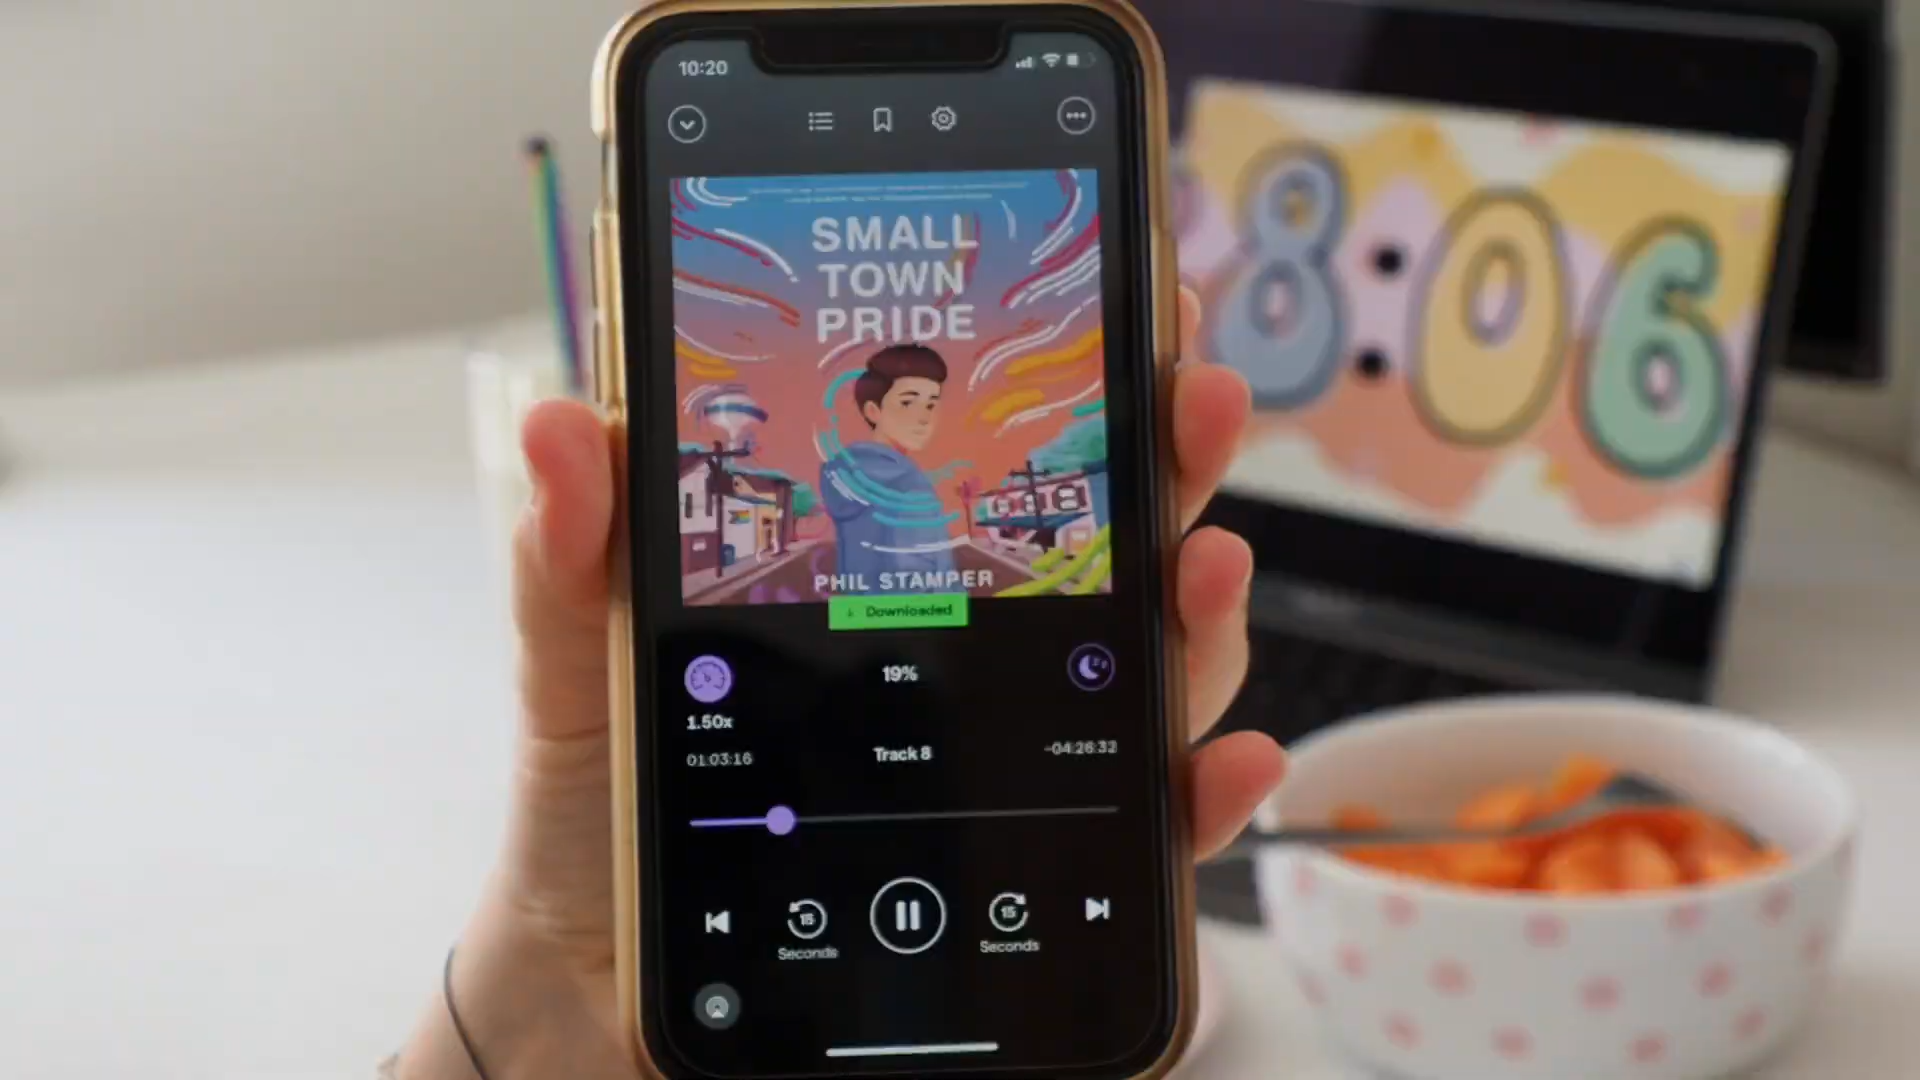 10:20
SMALL
TOWN
PRIDE
PHIL STAMPER
Downloaded
19%
1.50x
01:03:16
Track 8
-04:26:32
15
Seconds
15
Seconds
8:06